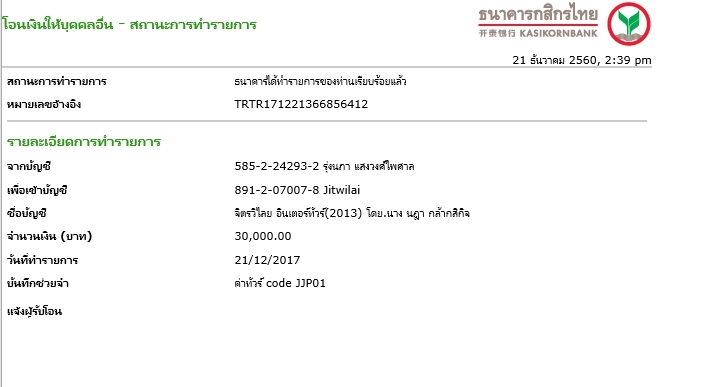 โอนเงินให้บุคคลอื่น - สถานะการทำรายการ
ธนาคารกสิกรไทย
开泰银行 KASIKORNBANK
21 ธันวาคม 2560, 2:39 pm
สถานะการทำรายการ ธนาคารได้ทำรายการของท่านเรียบร้อยแล้ว
หมายเลขอ้างอิง TRTR171221366856412
รายละเอียดการทำรายการ
จากบัญชี 585-2-24293-2 รุ่งนภา แสงวงศ์ไพศาล
เพื่อเข้าบัญชี 891-2-07007-8 Jitwilai
ชื่อบัญชี จิตรวิไลย อินเตอร์ทัวร์(2013) โดย.นาง นฎา กล้ากสิกิจ
จำนวนเงิน (บาท) 30,000.00
วันที่ทำรายการ 21/12/2017
บันทึกช่วยจำ ค่าทัวร์ code JJP01
แจ้งผู้รับโอน